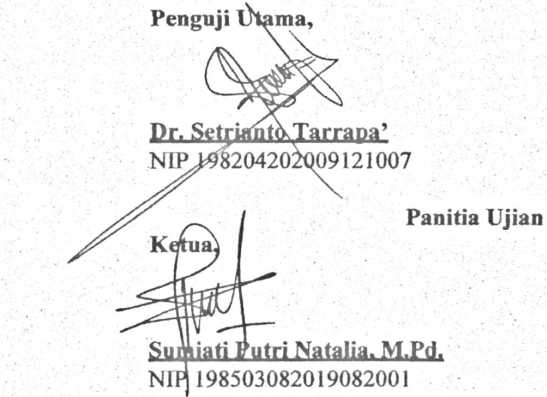 Penguji Utama,
Dr. Setrianto Tarrapa’
NIP 198204202009121007
Panitia Ujian
Ketua,
Sumiati Putri Natalia, M.Pd.
NIP 198503082019082001